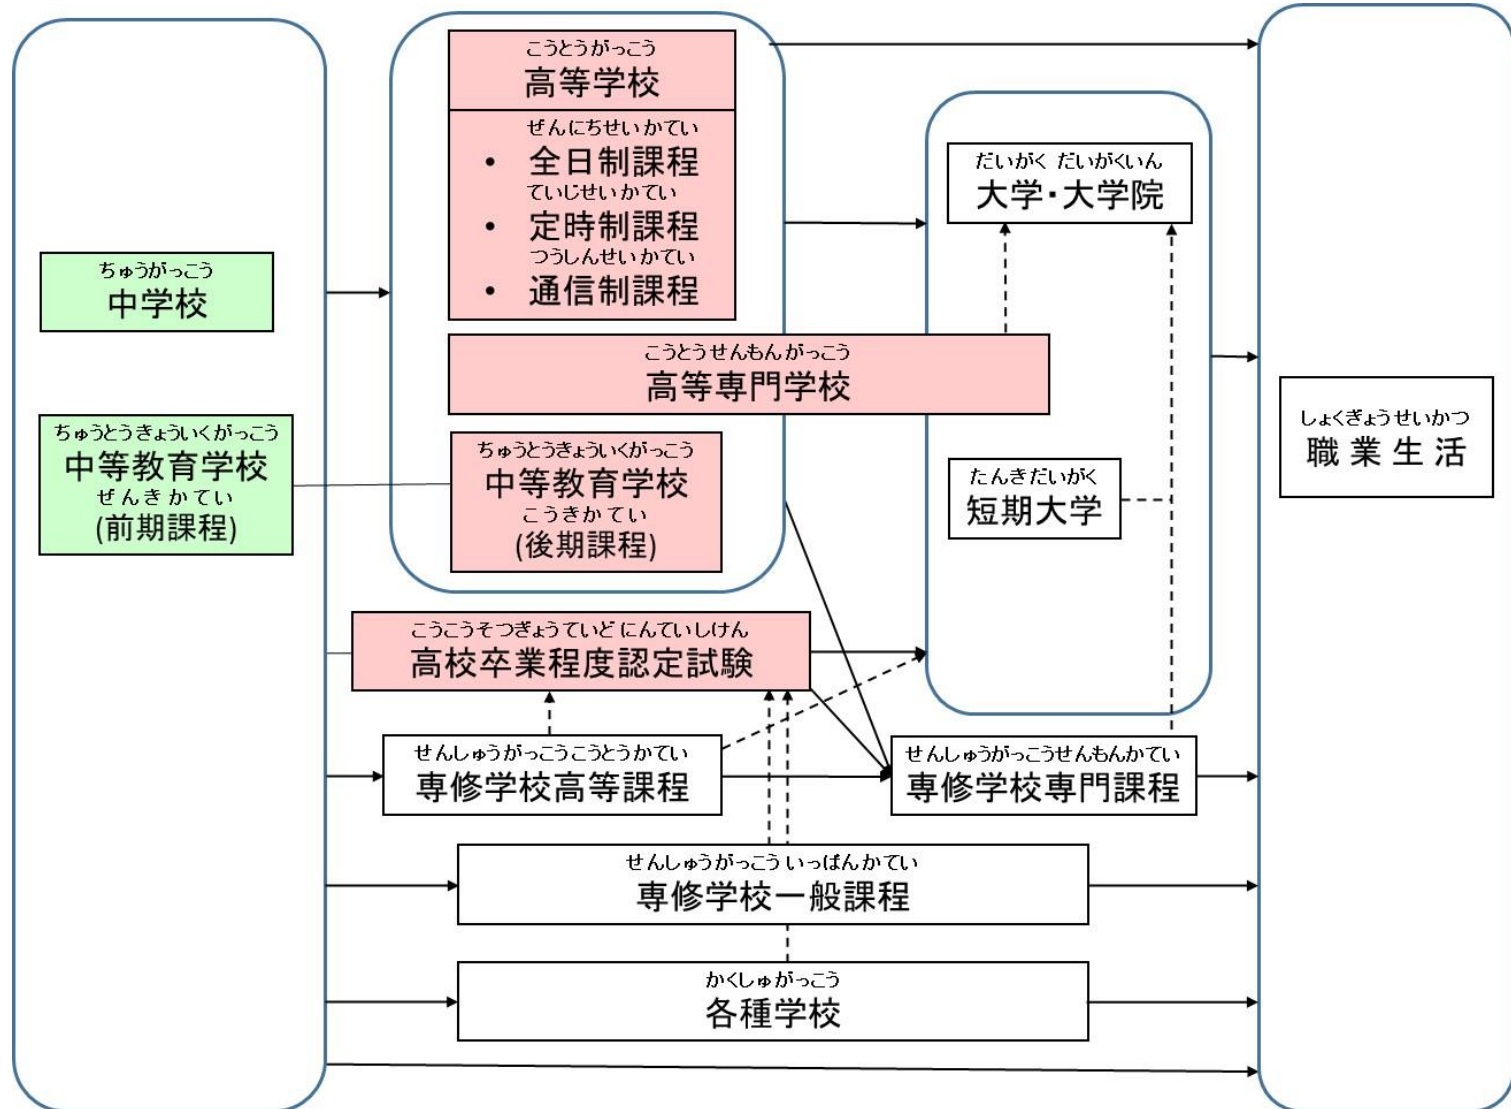 こうとうがっこう
高等学校
ぜんにちせいかてい
• 全日制課程
ていじせいかてい
• 定時制課程
つうしんせいかてい
• 通信制課程
だいがく だいがくいん
大学・大学院
ちゅうがっこう
中学校
こうとうせんもんがっこう
高等専門学校
しょくぎょうせいかつ
職業生活
ちゅうとうきょういくがっこう
中等教育学校
ぜんきかてい
(前期課程)
ちゅうとうきょういくがっこう
中等教育学校
こうきかてい
(後期課程)
たんきだいがく
短期大学
こうこうそつぎょうていど にんていしけん
高校卒業程度認定試験
せんしゅうがっこうこうとうかてい
専修学校高等課程
せんしゅうがっこうせんもんかてい
専修学校専門課程
せんしゅうがっこういっぱんかてい
専修学校一般課程
かくしゅがっこう
各種学校